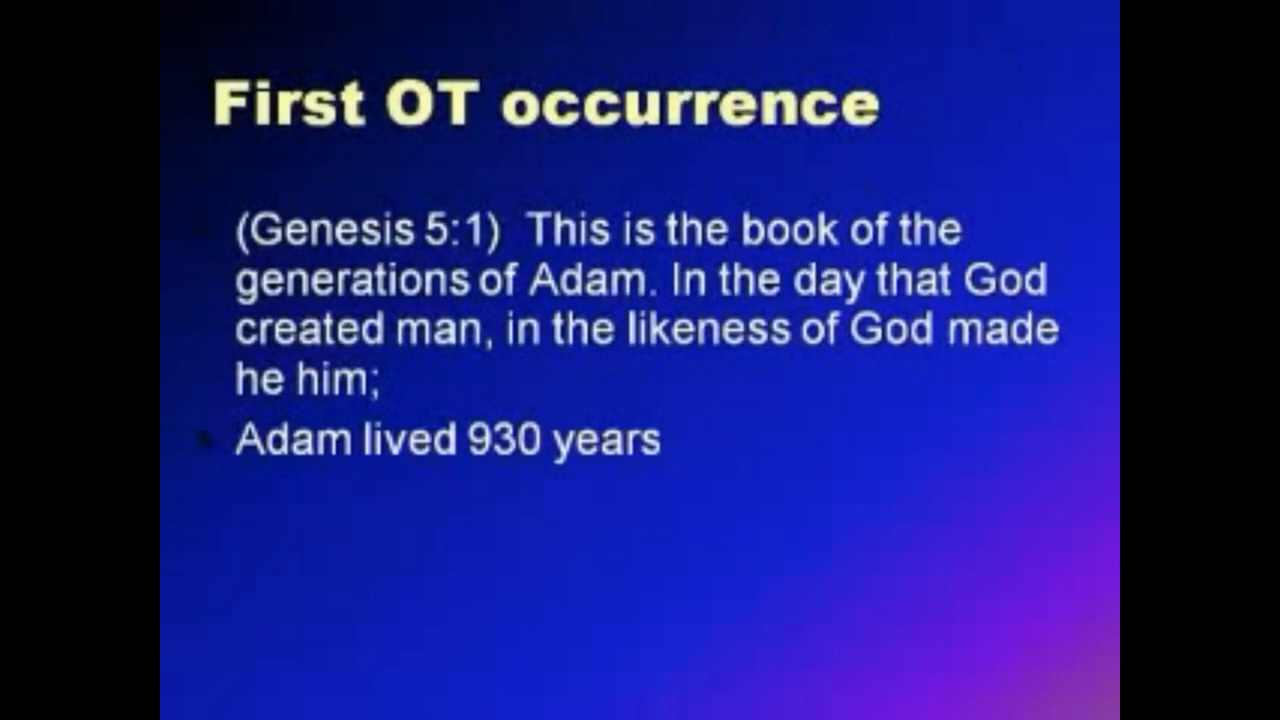 First OT occurrence
(Genesis 5:1) This is the book of the
generations of Adam. In the day that God
created man, in the likeness of God made
he him;
Adam lived 930 years